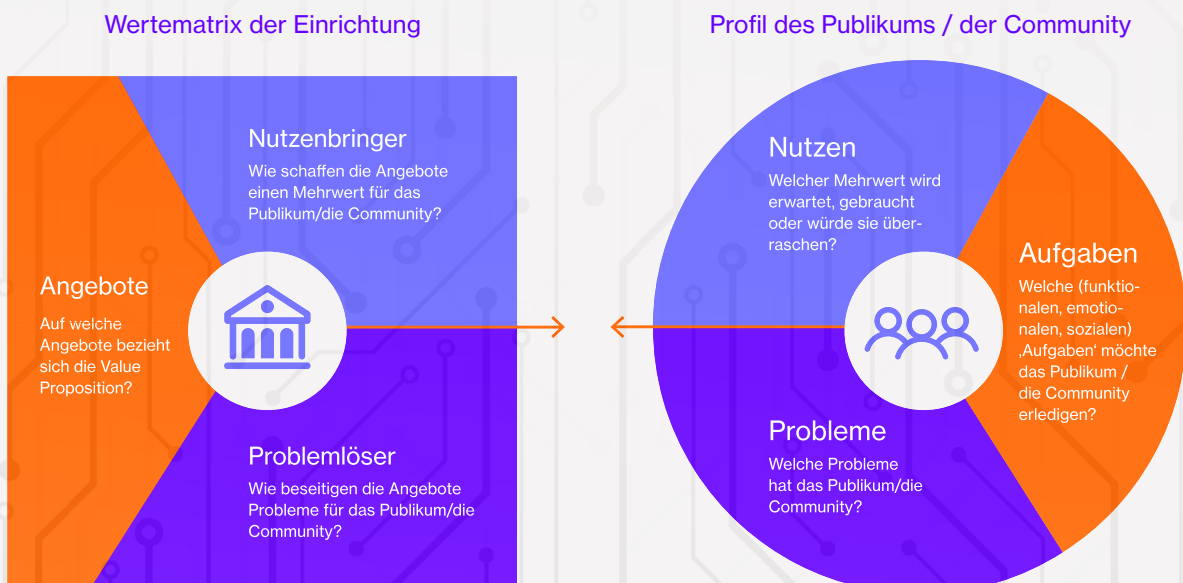 Wertematrix der Einrichtung
Nutzenbringer
Wie schaffen die Angebote
einen Mehrwert für das
Publikum/die Community?
Angebote
Auf welche
Angebote bezieht
sich die Value
Proposition?
Problemlöser
Wie beseitigen die Angebote
Probleme für das Publikum/die
Community?
Profil des Publikums / der Community
Nutzen
Welcher Mehrwert wird
erwartet, gebraucht
oder würde sie über-
raschen?
Aufgaben
Welche (funktio-
nalen, emotio-
nalen, sozialen)
‚Aufgaben‘ möchte
das Publikum /
die Community
erledigen?
Probleme
Welche Probleme
hat das Publikum/die
Community?